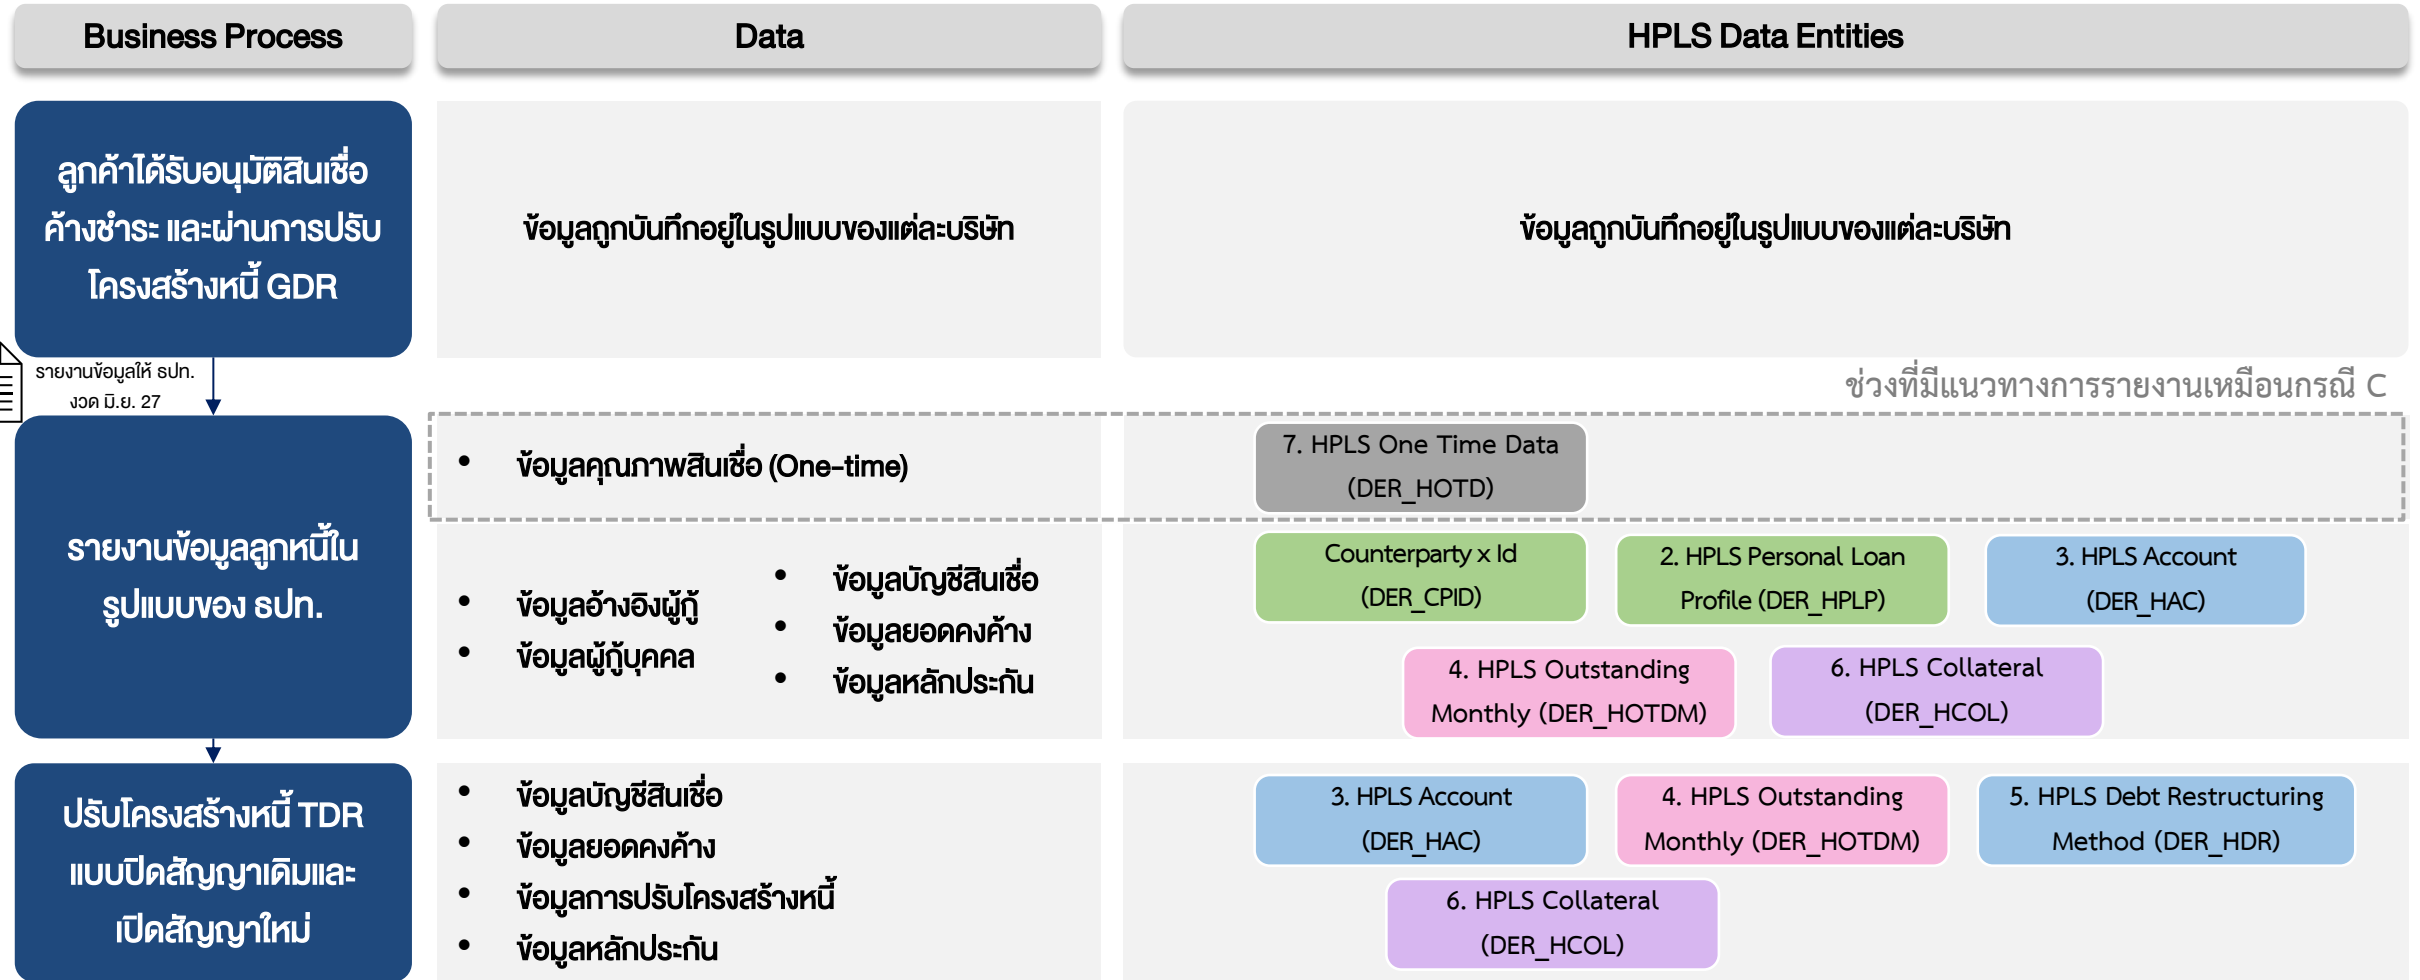 Business Process
Data
HPLS Data Entities
ลูกค้าได้รับอนุมัติสินเชื่อ
ค้างชำระ และผ่านการปรับ
โครงสร้างหนี้ GDR
ข้อมูลถูกบันทึกอยู่ในรูปแบบของแต่ละบริษัท
ข้อมูลถูกบันทึกอยู่ในรูปแบบของแต่ละบริษัท
รายงานข้อมูลให้ ธปท.
งวด มิ.ย. 27
ช่วงที่มีแนวทางการรายงานเหมือนกรณี C
รายงานข้อมูลลูกหนี้ใน
รูปแบบของ ธปท.
• ข้อมูลคุณภาพสินเชื่อ (One-time)
7. HPLS One Time Data
(DER_HOTD)
• ข้อมูลอ้างอิงผู้กู้
• ข้อมูลผู้กู้บุคคล
• ข้อมูลบัญชีสินเชื่อ
• ข้อมูลยอดคงค้าง
• ข้อมูลหลักประกัน
Counterparty x Id
(DER_CPID)
2. HPLS Personal Loan
Profile (DER_HPLP)
3. HPLS Account
(DER_HAC)
4. HPLS Outstanding
Monthly (DER_HOTDM)
6. HPLS Collateral
(DER_HCOL)
ปรับโครงสร้างหนี้ TDR
แบบปิดสัญญาเดิมและ
เปิดสัญญาใหม่
• ข้อมูลบัญชีสินเชื่อ
• ข้อมูลยอดคงค้าง
• ข้อมูลการปรับโครงสร้างหนี้
• ข้อมูลหลักประกัน
3. HPLS Account
(DER_HAC)
4. HPLS Outstanding
Monthly (DER_HOTDM)
5. HPLS Debt Restructuring
Method (DER_HDR)
6. HPLS Collateral
(DER_HCOL)